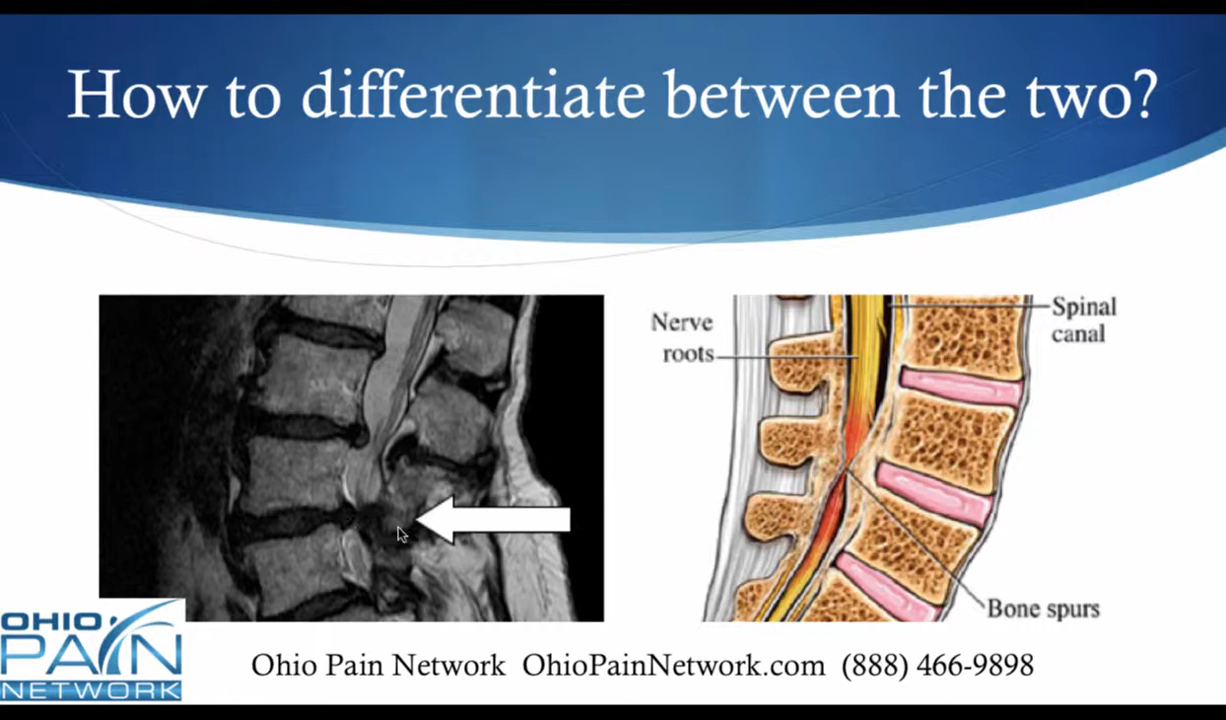 How to differentiate between the two?
Nerve
roots
Spinal
canal
Bone spurs
OHIO
PAIN
NETWORK
Ohio Pain Network OhioPainNetwork.com (888) 466-9898